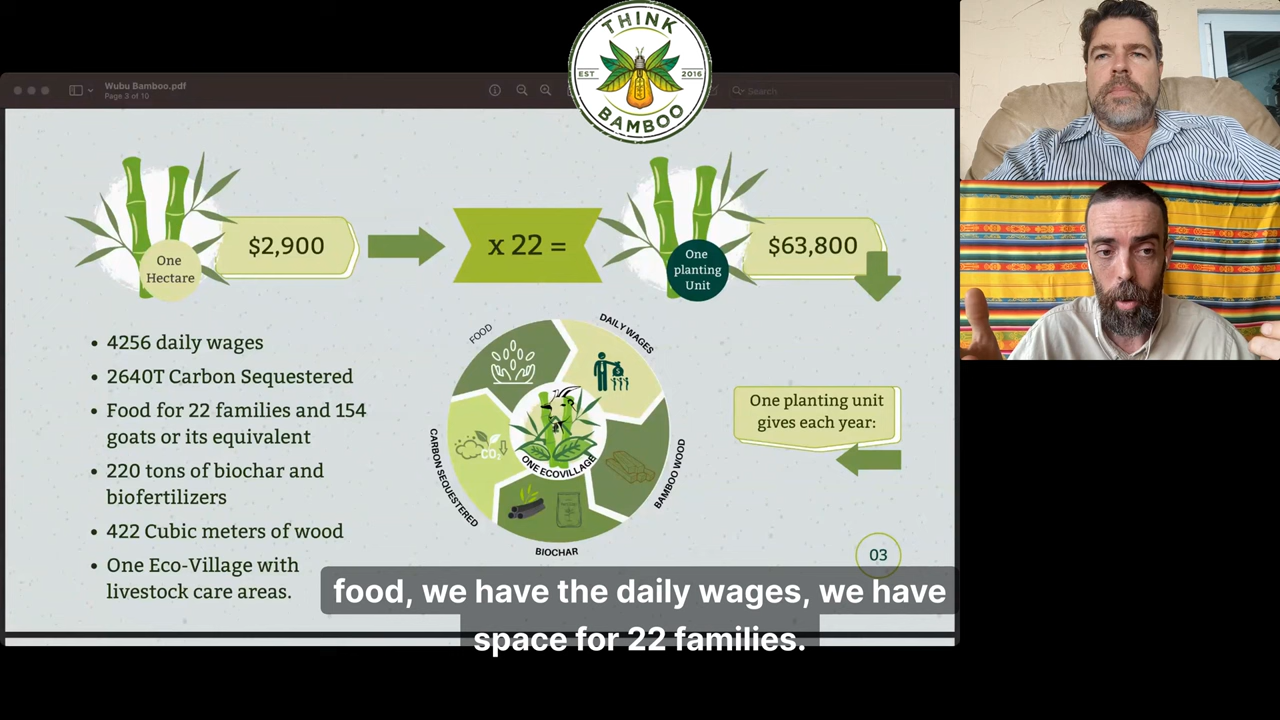 THINK
EST 2016
BAMBOO
Wubu Bamboo.pdf
Page 3 of 10
Search
One
Hectare
$2,900
x 22 =
One
planting
Unit
$63,800
• 4256 daily wages
• 2640T Carbon Sequestered
• Food for 22 families and 154
goats or its equivalent
• 220 tons of biochar and
biofertilizers
• 422 Cubic meters of wood
• One Eco-Village with
livestock care areas.
FOOD
DAILY WAGES
BAMBOO WOOD
BIOCHAR
CARBON SEQUESTERED
CO₂
ONE ECOVILLAGE
One planting unit
gives each year:
03
food, we have the daily wages, we have
space for 22 families.